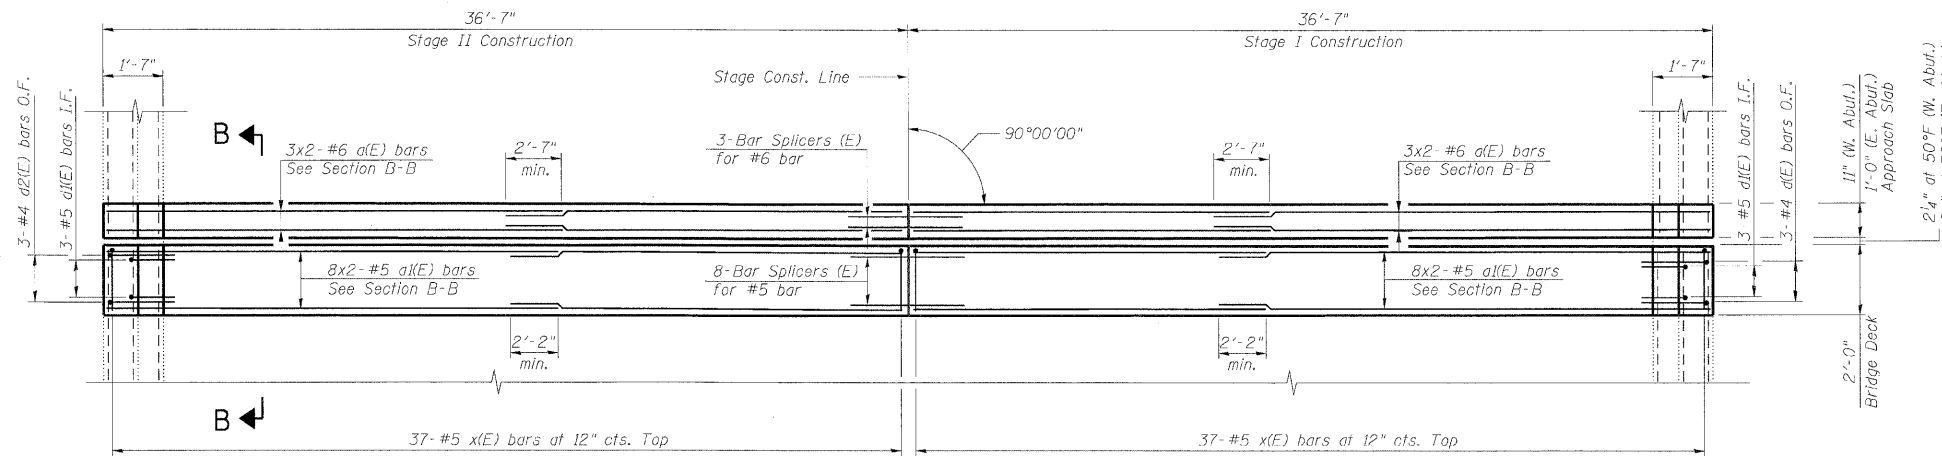 36'-7"
36'-7"
Stage II Construction
Stage I Construction
1'-7"
Stage Const. Line
1'-7"
3-#4 d2(E) bars O.F.
3-#5 d1(E) bars I.F.
B
3x2-#6 a(E) bars
See Section B-B
2'-7"
min.
3-Bar Splicers (E)
for #6 bar
90°00'00"
2'-7"
min.
3x2-#6 a(E) bars
See Section B-B
3-#5 d1(E) bars I.F.
3-#4 d(E) bars O.F.
11" (W. Abut.)
1'-0" (E. Abut.)
Approach Slab
2¼" at 50°F (W. Abut.)
8x2-#5 a1(E) bars
See Section B-B
8-Bar Splicers (E)
for #5 bar
8x2-#5 a1(E) bars
See Section B-B
2'-2"
min.
2'-2"
min.
2'-0"
Bridge Deck
B
37-#5 x(E) bars at 12" cts. Top
37-#5 x(E) bars at 12" cts. Top